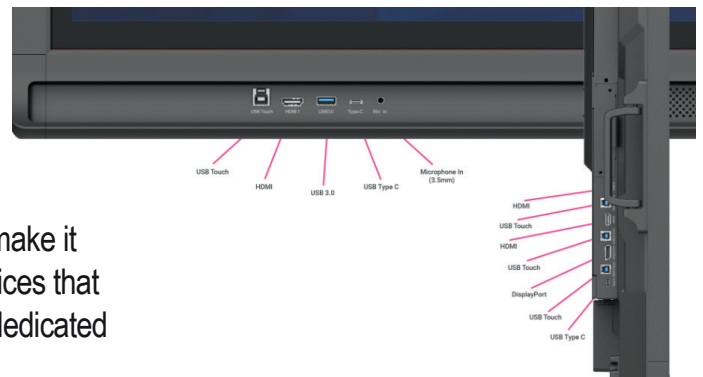 USB Touch
HDMI 1
USB3.0
Type-C
Mic In
USB Touch
HDMI
USB 3.0
USB Type C
Microphone In
(3.5mm)
HDMI
USB Touch
HDMI
USB Touch
DisplayPort
USB Touch
USB Type C
make it
ices that
dedicated